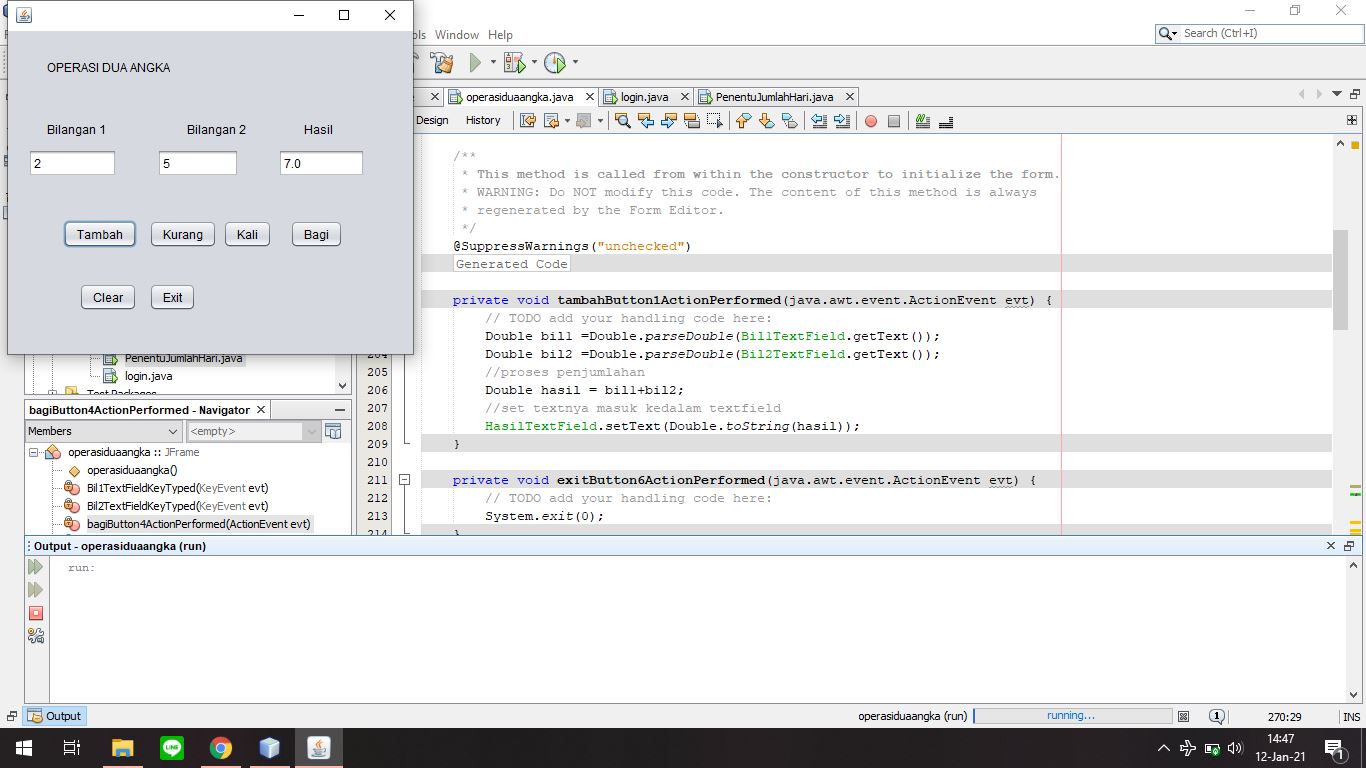 OPERASI DUA ANGKA
Bilangan 1 Bilangan 2 Hasil
2 5 7.0
Tambah Kurang Kali Bagi
Clear Exit
Window Help
Search (Ctrl+I)
operasiduaangka.java login.java PenentuJumlahHari.java
Design History
/**
* This method is called from within the constructor to initialize the form.
* WARNING: Do NOT modify this code. The content of this method is always
* regenerated by the Form Editor.
*/
@SuppressWarnings("unchecked")
Generated Code
private void tambahButton1ActionPerformed(java.awt.event.ActionEvent evt) {
// TODO add your handling code here:
Double bil1 =Double.parseDouble(Bil1TextField.getText());
204 Double bil2 =Double.parseDouble(Bil2TextField.getText());
205 //proses penjumlahan
206 Double hasil = bil1+bil2;
207 //set textnya masuk kedalam textfield
208 HasilTextField.setText(Double.toString(hasil));
209 }
210
211 private void exitButton6ActionPerformed(java.awt.event.ActionEvent evt) {
212 // TODO add your handling code here:
213 System.exit(0);
214 }
PenentuJumlahHari.java
login.java
Test Packages
bagiButton4ActionPerformed - Navigator
Members <empty>
operasiduaangka :: JFrame
operasiduaangka()
Bil1TextFieldKeyTyped(KeyEvent evt)
Bil2TextFieldKeyTyped(KeyEvent evt)
bagiButton4ActionPerformed(ActionEvent evt)
Output - operasiduaangka (run)
run:
Output
operasiduaangka (run) running... 1 270:29 INS
LINE
14:47
12-Jan-21
1